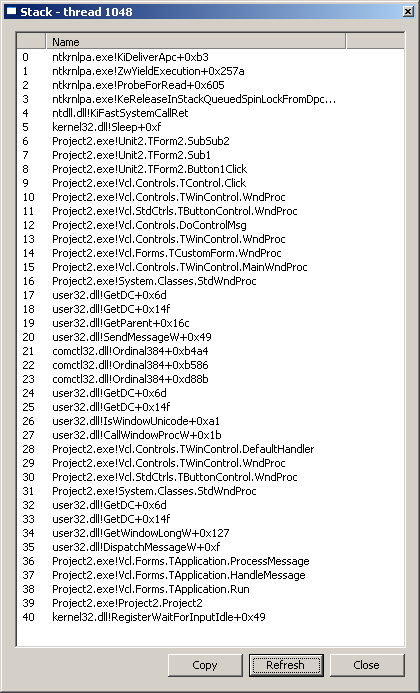 Stack - thread 1048
Name
0 ntkrnlpa.exe!KiDeliverApc+0xb3
1 ntkrnlpa.exe!ZwYieldExecution+0x257a
2 ntkrnlpa.exe!ProbeForRead+0x605
3 ntkrnlpa.exe!KeReleaseInStackQueuedSpinLockFromDpc...
4 ntdll.dll!KiFastSystemCallRet
5 kernel32.dll!Sleep+0xf
6 Project2.exe!Unit2.TForm2.SubSub2
7 Project2.exe!Unit2.TForm2.Sub1
8 Project2.exe!Unit2.TForm2.Button1Click
9 Project2.exe!Vcl.Controls.TControl.Click
10 Project2.exe!Vcl.Controls.TWinControl.WndProc
11 Project2.exe!Vcl.StdCtrls.TButtonControl.WndProc
12 Project2.exe!Vcl.Controls.DoControlMsg
13 Project2.exe!Vcl.Controls.TWinControl.WndProc
14 Project2.exe!Vcl.Forms.TCustomForm.WndProc
15 Project2.exe!Vcl.Controls.TWinControl.MainWndProc
16 Project2.exe!System.Classes.StdWndProc
17 user32.dll!GetDC+0x6d
18 user32.dll!GetDC+0x14f
19 user32.dll!GetParent+0x16c
20 user32.dll!SendMessageW+0x49
21 comctl32.dll!Ordinal384+0xb4a4
22 comctl32.dll!Ordinal384+0xb586
23 comctl32.dll!Ordinal384+0xd88b
24 user32.dll!GetDC+0x6d
25 user32.dll!GetDC+0x14f
26 user32.dll!IsWindowUnicode+0xa1
27 user32.dll!CallWindowProcW+0x1b
28 Project2.exe!Vcl.Controls.TWinControl.DefaultHandler
29 Project2.exe!Vcl.Controls.TWinControl.WndProc
30 Project2.exe!Vcl.StdCtrls.TButtonControl.WndProc
31 Project2.exe!System.Classes.StdWndProc
32 user32.dll!GetDC+0x6d
33 user32.dll!GetDC+0x14f
34 user32.dll!GetWindowLongW+0x127
35 user32.dll!DispatchMessageW+0xf
36 Project2.exe!Vcl.Forms.TApplication.ProcessMessage
37 Project2.exe!Vcl.Forms.TApplication.HandleMessage
38 Project2.exe!Vcl.Forms.TApplication.Run
39 Project2.exe!Project2.Project2
40 kernel32.dll!RegisterWaitForInputIdle+0x49
Copy Refresh Close